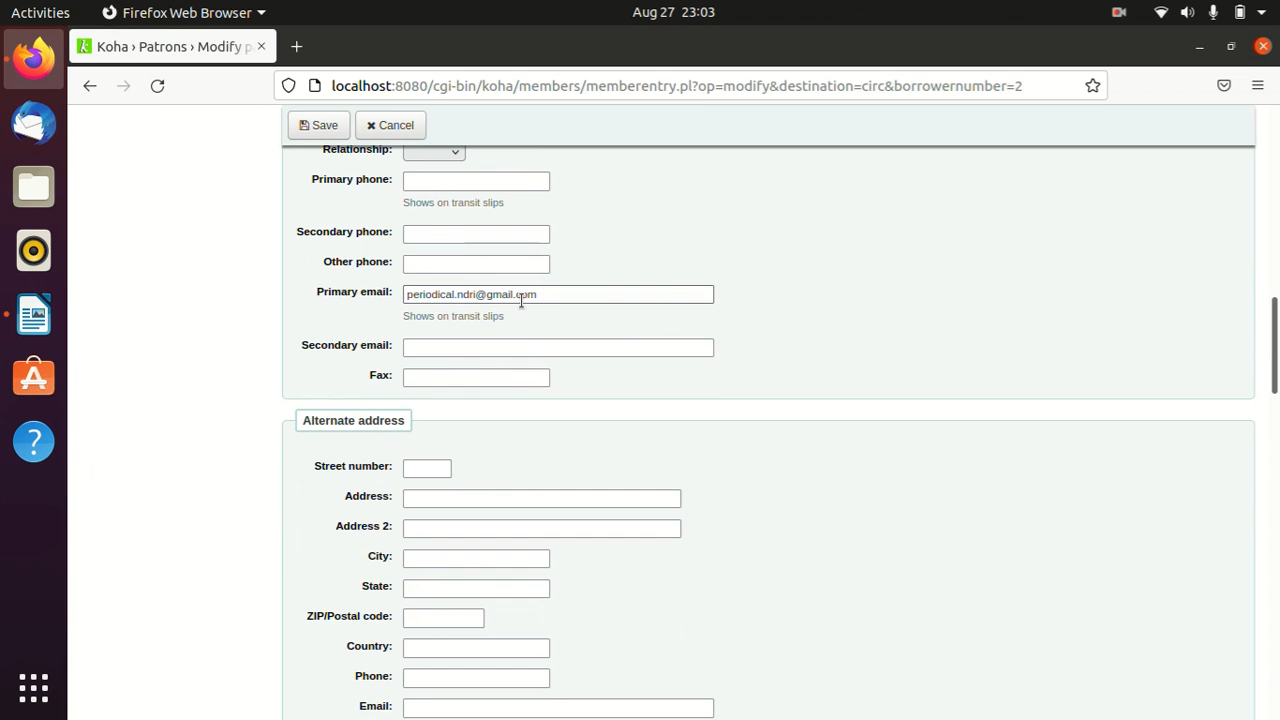 Activities Firefox Web Browser Aug 27 23:03
Koha › Patrons › Modify p
localhost:8080/cgi-bin/koha/members/memberentry.pl?op=modify&destination=circ&borrowernumber=2
Save Cancel
Relationship:
Primary phone:
Shows on transit slips
Secondary phone:
Other phone:
Primary email: periodical.ndri@gmail.com
Shows on transit slips
Secondary email:
Fax:
Alternate address
Street number:
Address:
Address 2:
City:
State:
ZIP/Postal code:
Country:
Phone:
Email: